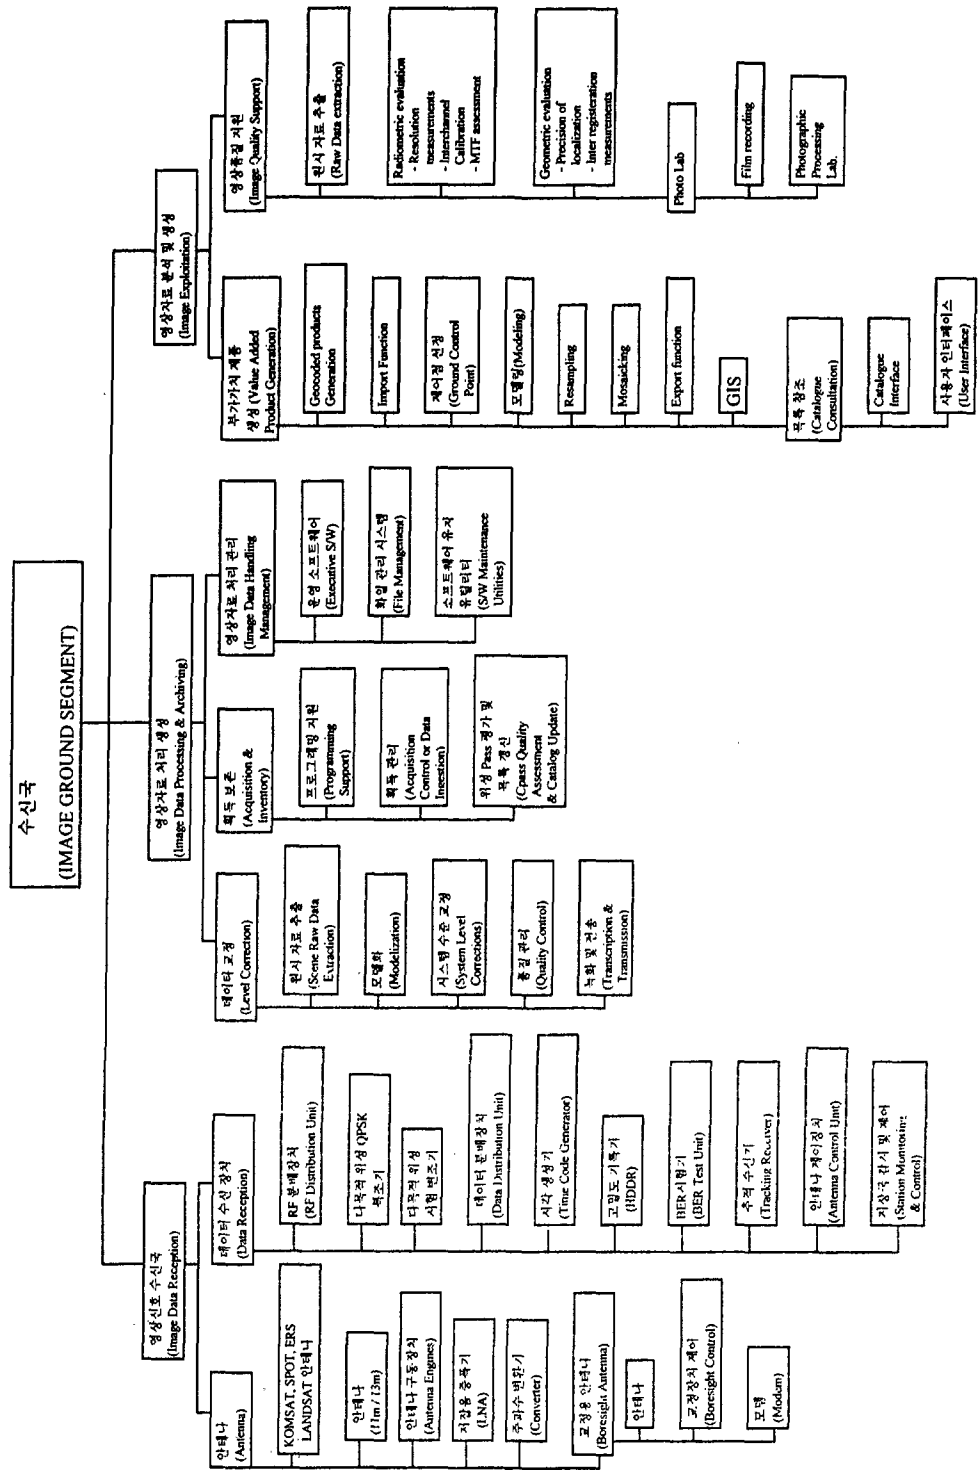 수신국
(IMAGE GROUND SEGMENT)
영상신호 수신국
(Image Data Reception)
안테나
(Antenna)
KOMSAT, SPOT, ERS
LANDSAT 안테나
안테나
(11m / 13m)
안테나 구동장치
(Antenna Engines)
저잡음 증폭기
(LNA)
주파수 변환기
(Converter)
교정용 안테나
(Boresight Antenna)
안테나
교정장치 제어
(Boresight Control)
모뎀
(Modem)
데이터 수신 장치
(Data Reception)
RF 분배장치
(RF Distribution Unit)
다목적 위성 QPSK
복조기
다목적 위성
시험 변조기
데이터 분배장치
(Data Distribution Unit)
시각 생성기
(Time Code Generator)
고밀도 기록기
(HDDR)
BER시험기
(BER Test Unit)
추적 수신기
(Tracking Receiver)
안테나 제어장치
(Antenna Control Unit)
지상국 감시 및 제어
(Station Monitoring
& Control)
영상자료 처리 생성
(Image Data Processing & Archiving)
데이타 교정
(Level Correction)
원시 자료 추출
(Scene Raw Data
Extraction)
모델화
(Modelization)
시스템 수준 교정
(System Level
Corrections)
품질 관리
(Quality Control)
녹화 및 전송
(Transcription &
Transmission)
획득 보존
(Acquisition &
Inventory)
프로그래밍 지원
(Programming
Support)
획득 관리
(Acquisition
Control or Data
Ineestion)
위성 Pass 평가 및
목록 갱신
(Cpass Quality
Assessment
& Catalog Update)
영상자료 처리 관리
(Image Data Handling
Management)
운영 소프트웨어
(Executive S/W)
화일 관리 시스템
(File Management)
소프트웨어 유지
유틸리티
(S/W Maintenance
Utilities)
영상자료 분석 및 생성
(Image Exploitation)
부가가치 제품
생성 (Value Added
Product Generation)
Geocoded products
Generation
Import Function
제어점 선정
(Ground Control
Point)
모델링(Modeling)
Resampling
Mosaicking
Export function
GIS
목록 참조
(Catalogue
Consultation)
Catalogue
Interface
사용자 인터페이스
(User Interface)
영상품질 지원
(Image Quality Support)
원시 자료 추출
(Raw Data extraction)
Radiometric evaluation
- Resolution
measurements
- Interchannel
Calibration
- MTF assessment
Geometric evaluation
- Precision of
localization
- Inter registeration
measurements
Photo Lab
Film recording
Photographic
Processing
Lab.